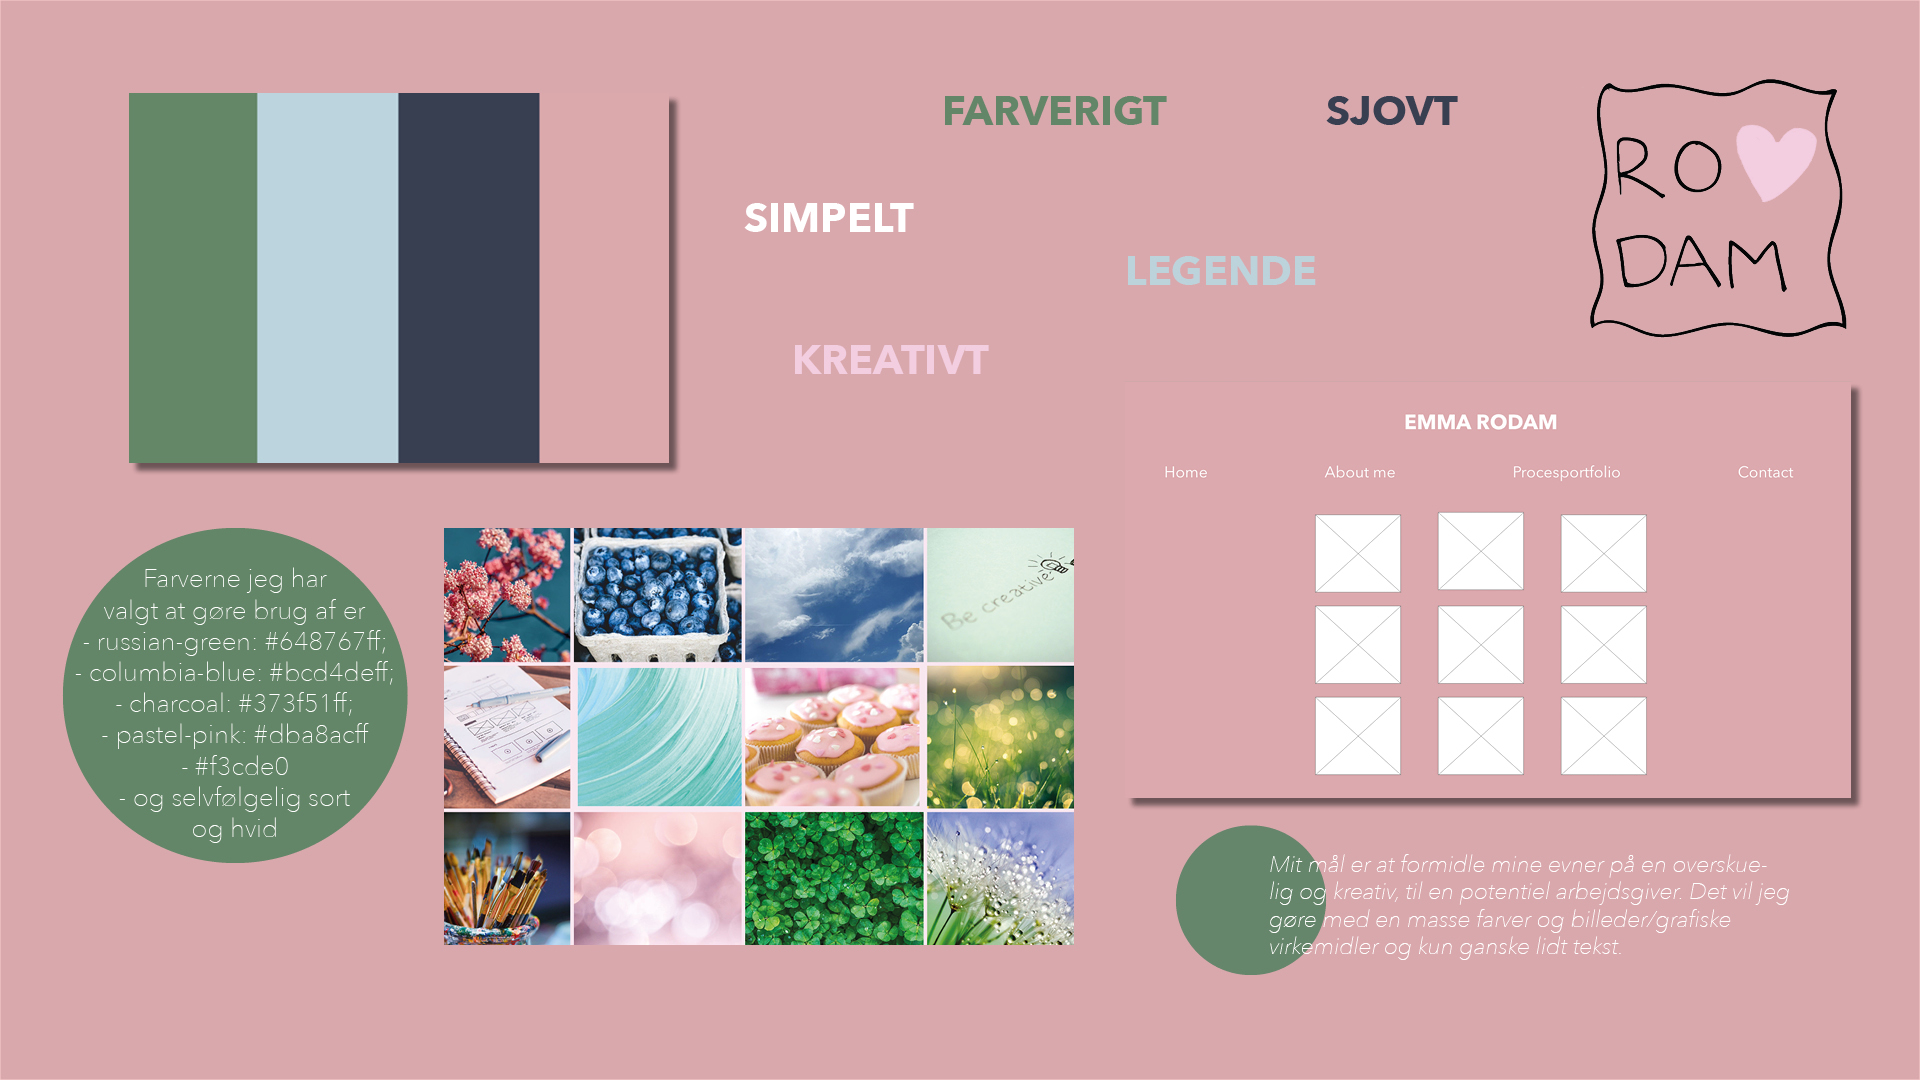 FARVERIGT
SJOVT
SIMPELT
LEGENDE
KREATIVT
RO
DAM
EMMA RODAM
Home
About me
Procesportfolio
Contact
Farverne jeg har
valgt at gøre brug af er
- russian-green: #648767ff;
- columbia-blue: #bcd4deff;
- charcoal: #373f51ff;
- pastel-pink: #dba8acff
- #f3cde0
- og selvfølgelig sort
og hvid
Be creative!
Mit mål er at formidle mine evner på en overskue-
lig og kreativ, til en potentiel arbejdsgiver. Det vil jeg
gøre med en masse farver og billeder/grafiske
virkemidler og kun ganske lidt tekst.